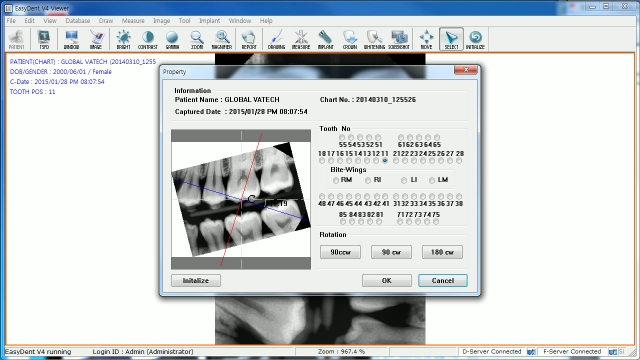 EasyDent V4 Viewer
File Edit View Database Draw Measure Image Tool Implant Window Help
PATIENT TSPD WINDOW IMAGE BRIGHT CONTRAST GAMMA ZOOM MAGNIFIER REPORT DRAWING MEASURE IMPLANT CROWN WHITENING SCREENSHOT MOVE SELECT INITIALIZE
PATIENT(CHART) : GLOBAL VATECH (20140310_1255
DOB/GENDER : 2000/06/01 / Female
C-Date : 2015/01/28 PM 08:07:54
TOOTH POS : 11
Property
Information
Patient Name : GLOBAL VATECH Chart No. : 20140310_125526
Captured Date : 2015/01/28 PM 08:07:54
Tooth No
55 54 53 52 51 61 62 63 64 65
18 17 16 15 14 13 12 11 21 22 23 24 25 26 27 28
Bite-Wings
RM RI LI LM
48 47 46 45 44 43 42 41 31 32 33 34 35 36 37 38
85 84 83 82 81 71 72 73 74 75
Rotation
90ccw 90 cw 180 cw
Initalize OK Cancel
EasyDent V4 running Login ID : Admin (Administrator) Zoom : 967.4 % D-Server Connected F-Server Connected